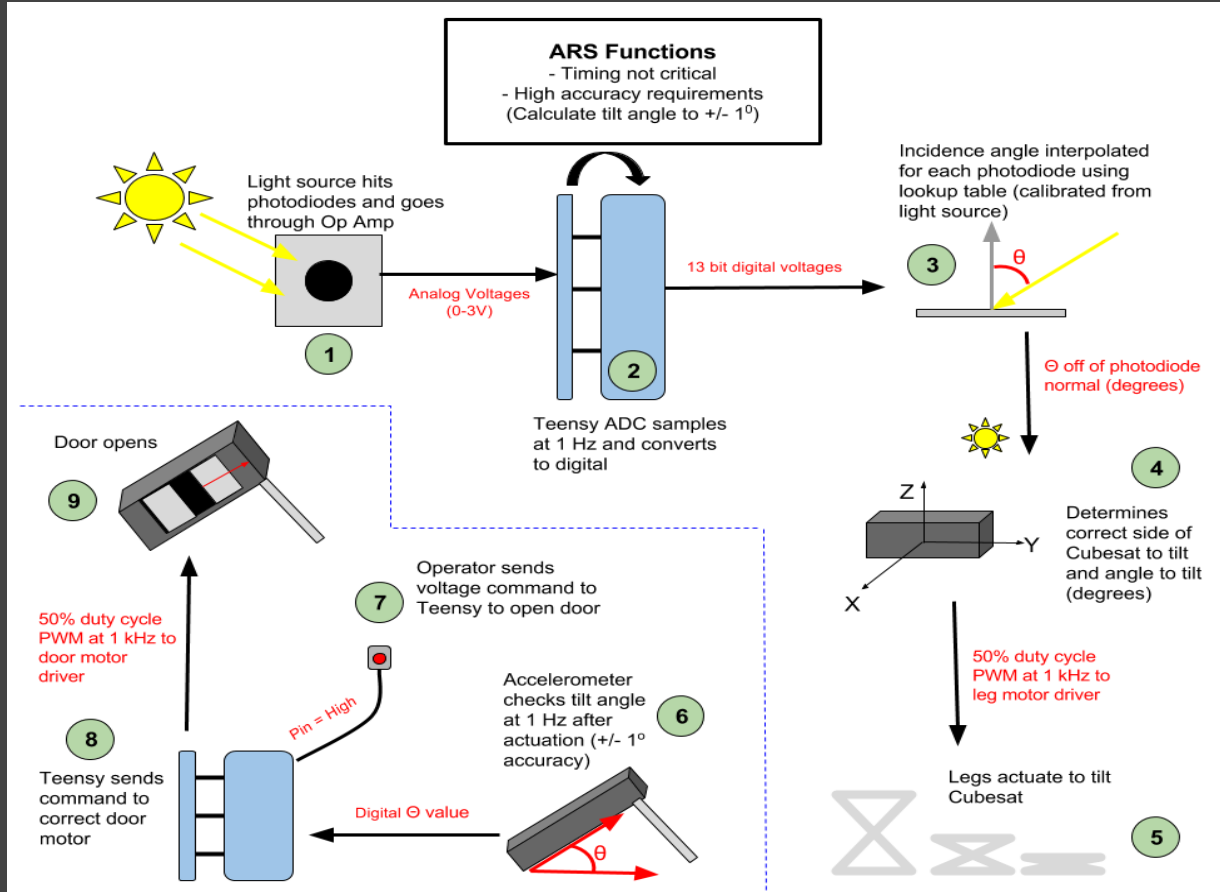 ARS Functions
- Timing not critical
- High accuracy requirements
(Calculate tilt angle to +/- 1⁰)
Light source hits
photodiodes and goes
through Op Amp
1
Analog Voltages
(0-3V)
2
Teensy ADC samples
at 1 Hz and converts
to digital
13 bit digital voltages
Incidence angle interpolated
for each photodiode using
lookup table (calibrated from
light source)
3
θ
Θ off of photodiode
normal (degrees)
4
Z
Y
X
Determines
correct side of
Cubesat to tilt
and angle to tilt
(degrees)
50% duty cycle
PWM at 1 kHz to
leg motor driver
Legs actuate to tilt
Cubesat
5
Accelerometer
checks tilt angle
at 1 Hz after
actuation (+/- 1⁰
accuracy)
6
θ
Digital Θ value
Operator sends
voltage command to
Teensy to open door
7
Pin = High
8
Teensy sends
command to
correct door
motor
50% duty cycle
PWM at 1 kHz to
door motor
driver
Door opens
9